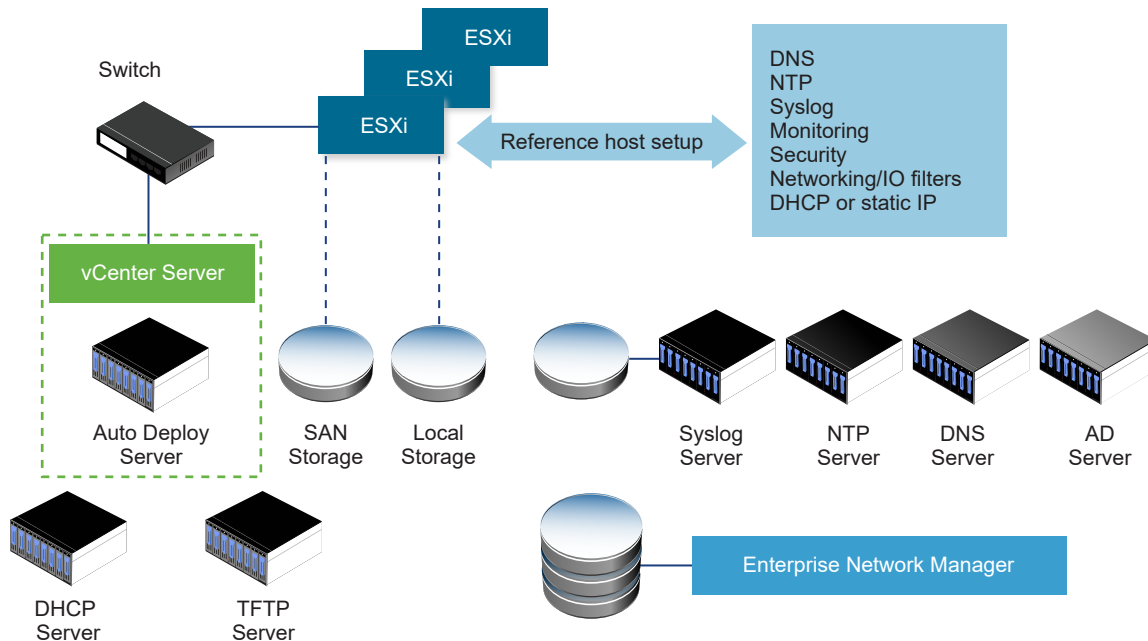 ESXi
ESXi
ESXi
Switch
Reference host setup
DNS
NTP
Syslog
Monitoring
Security
Networking/IO filters
DHCP or static IP
vCenter Server
Auto Deploy
Server
SAN
Storage
Local
Storage
Syslog
Server
NTP
Server
DNS
Server
AD
Server
DHCP
Server
TFTP
Server
Enterprise Network Manager